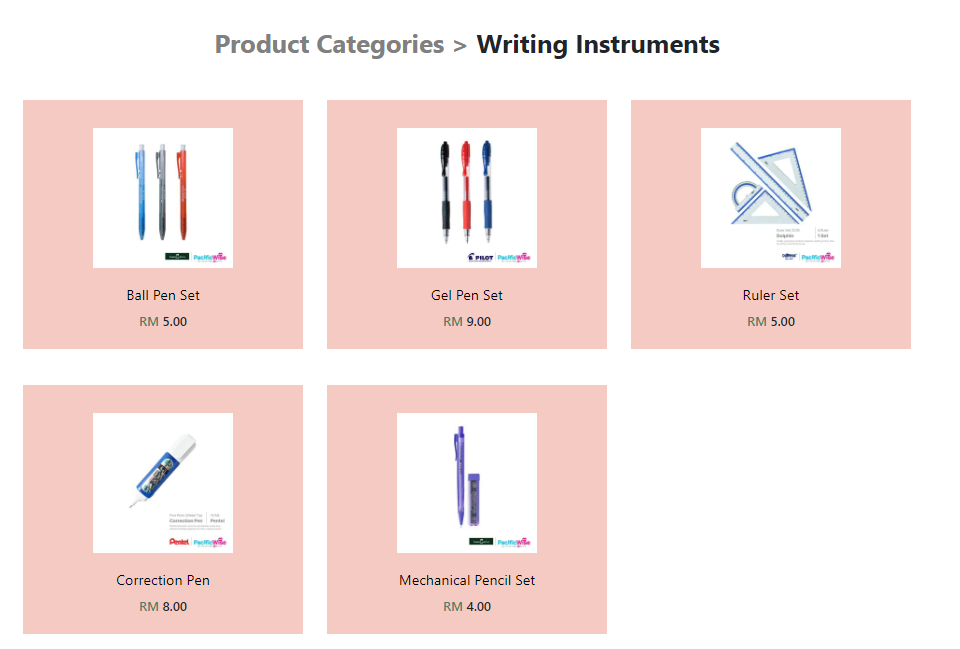 Product Categories > Writing Instruments
PacificWise
Ball Pen Set
RM 5.00
PILOT
PacificWise
Gel Pen Set
RM 9.00
Dolphin
1 Set
PacificWise
Ruler Set
RM 5.00
Correction Pen
Pentel
Pentel
PacificWise
Correction Pen
RM 8.00
PacificWise
Mechanical Pencil Set
RM 4.00